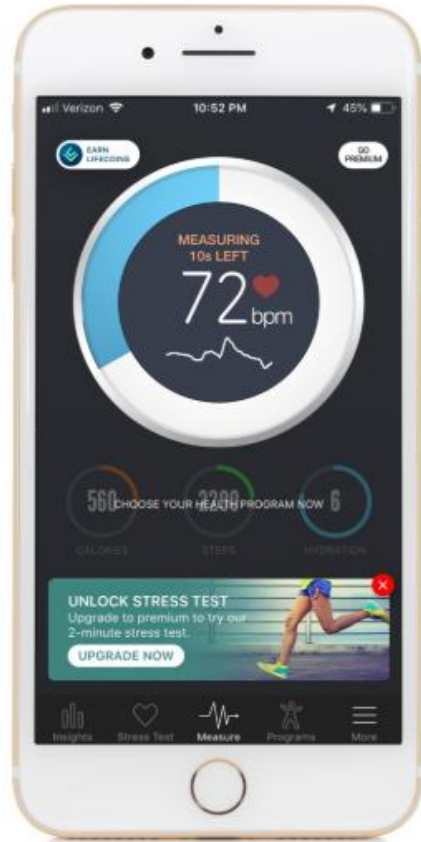 Verizon
10:52 PM
45%
EARN
LIFECOINS
GO
PREMIUM
MEASURING
10s LEFT
72 bpm
560
CHOOSE YOUR HEALTH PROGRAM NOW
6
CALORIES
STEPS
HYDRATION
UNLOCK STRESS TEST
Upgrade to premium to try our
2-minute stress test.
UPGRADE NOW
Insights
Stress Test
Measure
Programs
More